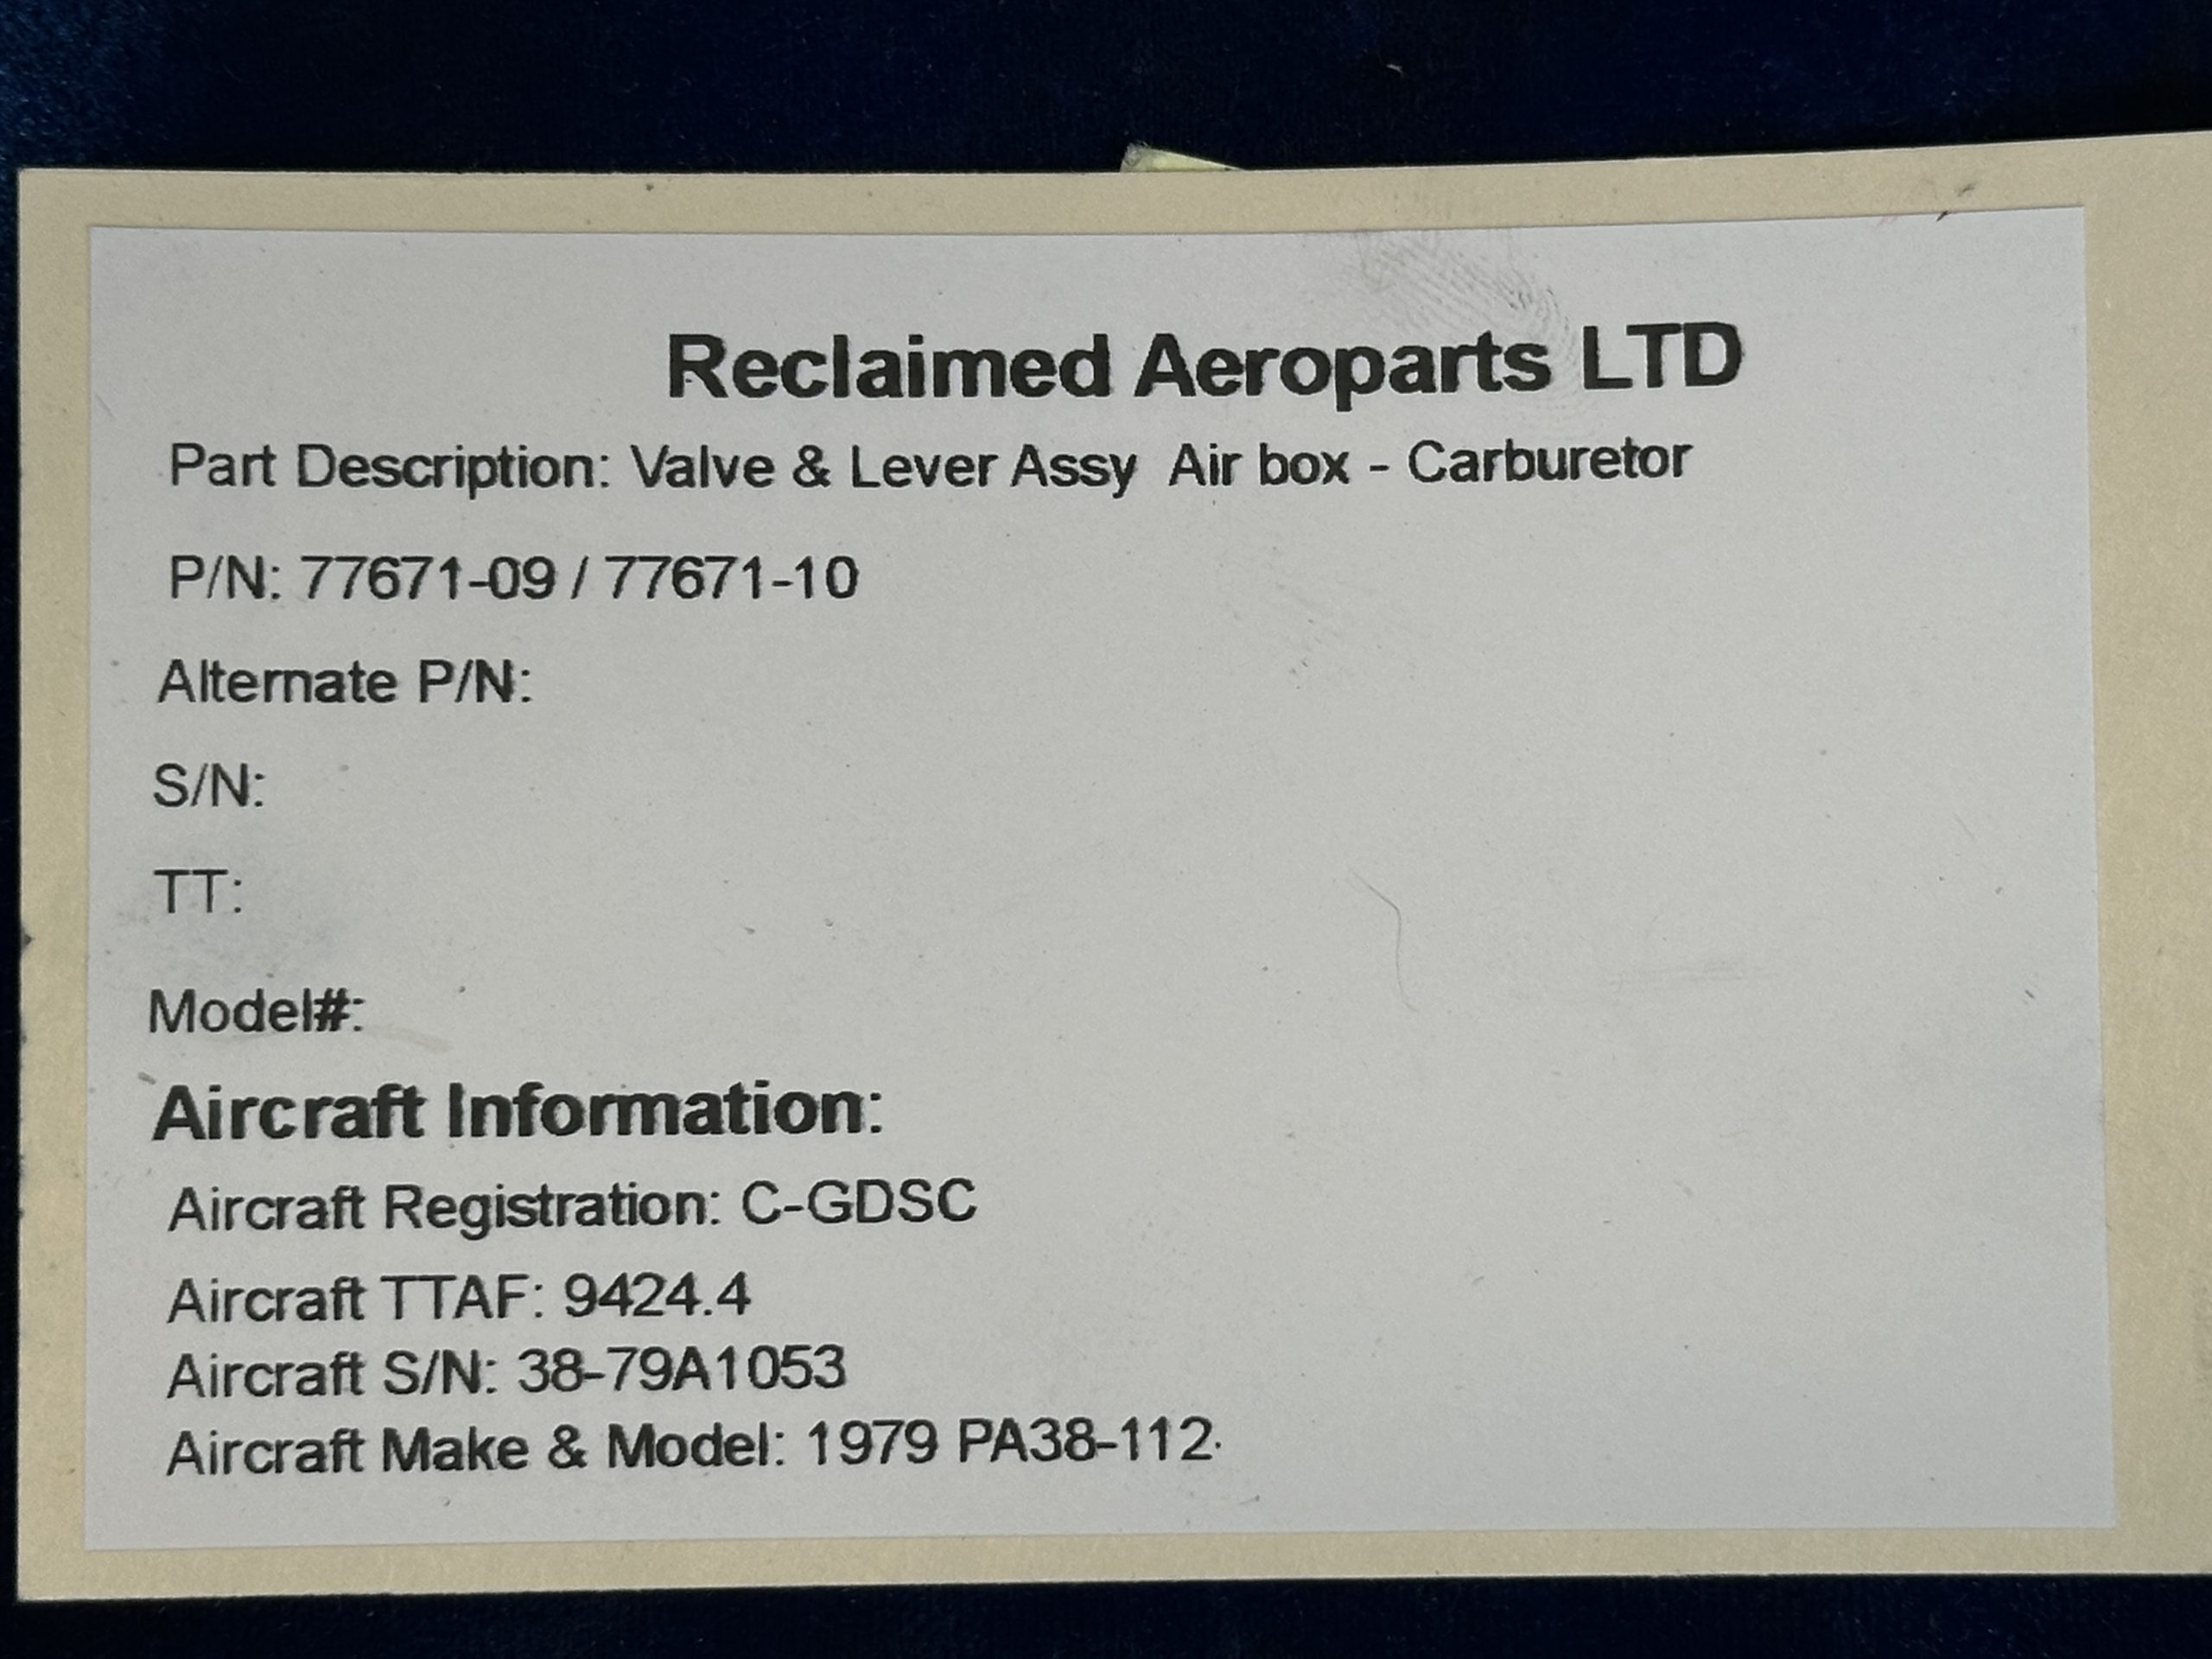 Reclaimed Aeroparts LTD
Part Description: Valve & Lever Assy Air box - Carburetor
P/N: 77671-09 / 77671-10
Alternate P/N:
S/N:
TT:
Model#:
Aircraft Information:
Aircraft Registration: C-GDSC
Aircraft TTAF: 9424.4
Aircraft S/N: 38-79A1053
Aircraft Make & Model: 1979 PA38-112